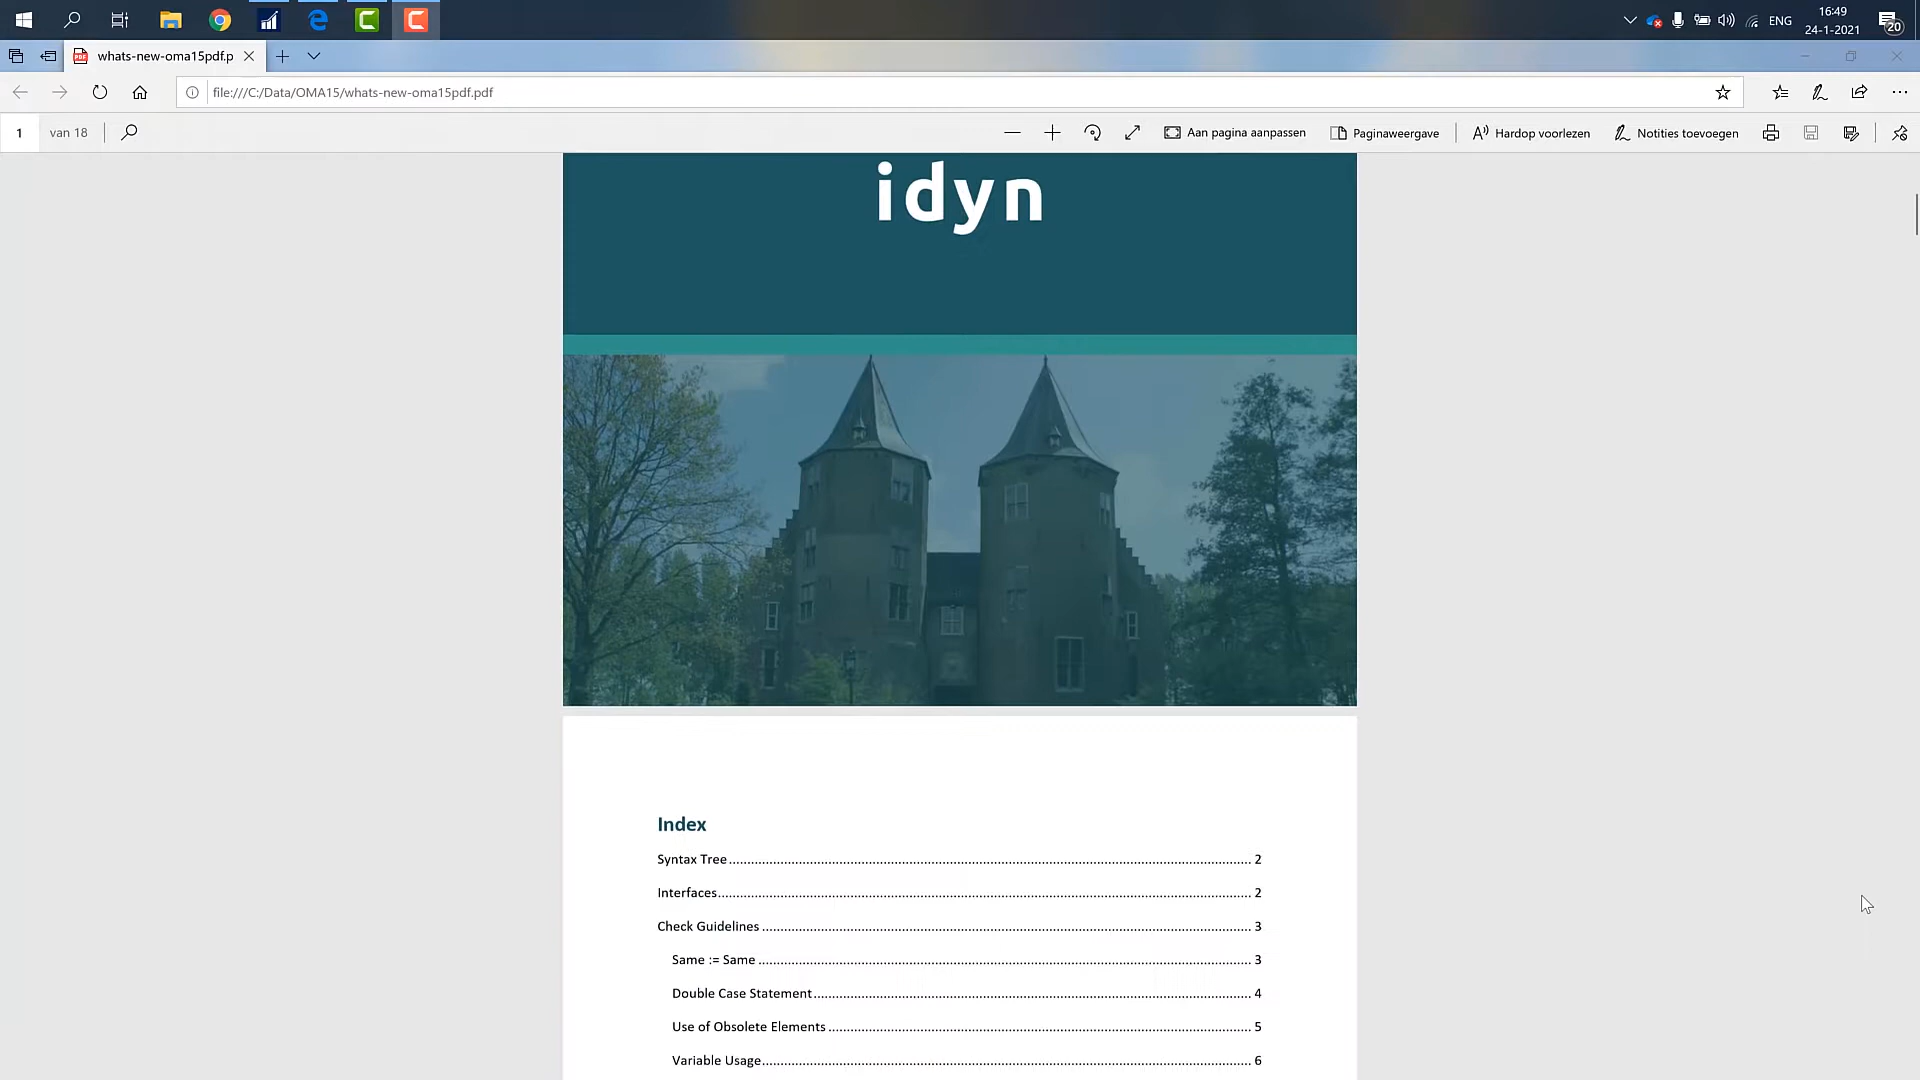 16:49
ENG
24-1-2021
20
whats-new-oma15pdf.p
file:///C:/Data/OMA15/whats-new-oma15pdf.pdf
1 van 18
Aan pagina aanpassen
Paginaweergave
Hardop voorlezen
Notities toevoegen
idyn
Index
Syntax Tree 2
Interfaces 2
Check Guidelines 3
Same := Same 3
Double Case Statement 4
Use of Obsolete Elements 5
Variable Usage 6